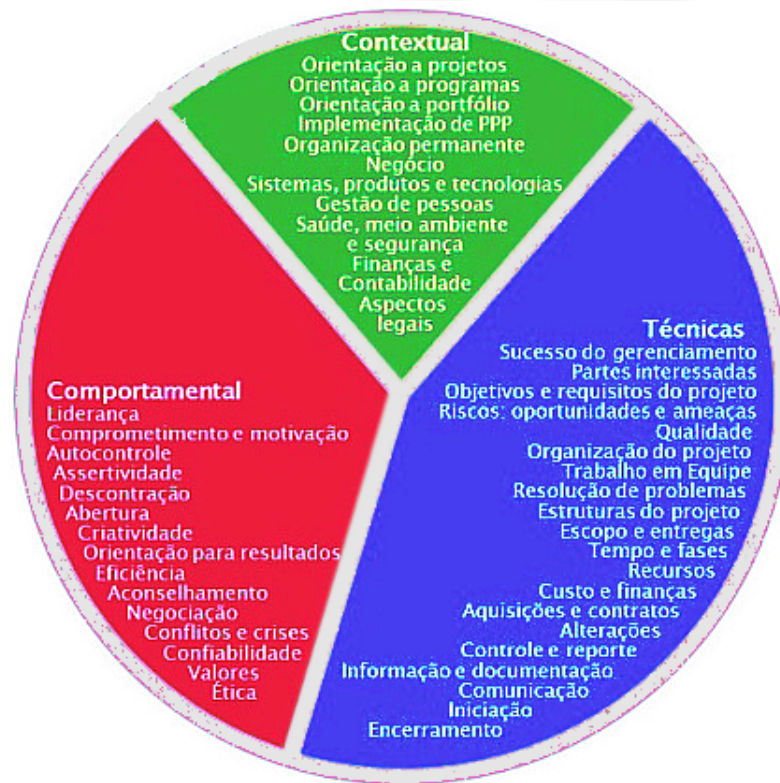 Contextual
Orientação a projetos
Orientação a programas
Orientação a portfólio
Implementação de PPP
Organização permanente
Negócio
Sistemas, produtos e tecnologias
Gestão de pessoas
Saúde, meio ambiente
e segurança
Finanças e
Contabilidade
Aspectos
legais
Comportamental
Liderança
Comprometimento e motivação
Autocontrole
Assertividade
Descontração
Abertura
Criatividade
Orientação para resultados
Eficiência
Aconselhamento
Negociação
Conflitos e crises
Confiabilidade
Valores
Ética
Técnicas
Sucesso do gerenciamento
Partes interessadas
Objetivos e requisitos do projeto
Riscos: oportunidades e ameaças
Qualidade
Organização do projeto
Trabalho em Equipe
Resolução de problemas
Estruturas do projeto
Escopo e entregas
Tempo e fases
Recursos
Custo e finanças
Aquisições e contratos
Alterações
Controle e reporte
Informação e documentação
Comunicação
Iniciação
Encerramento